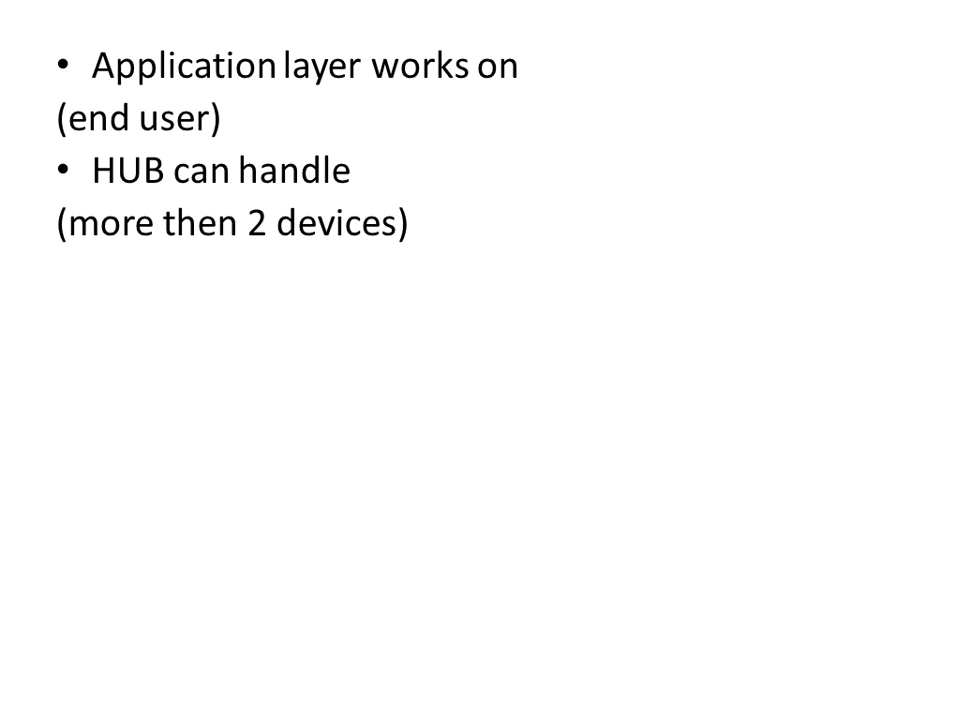 • Application layer works on
(end user)
• HUB can handle
(more then 2 devices)